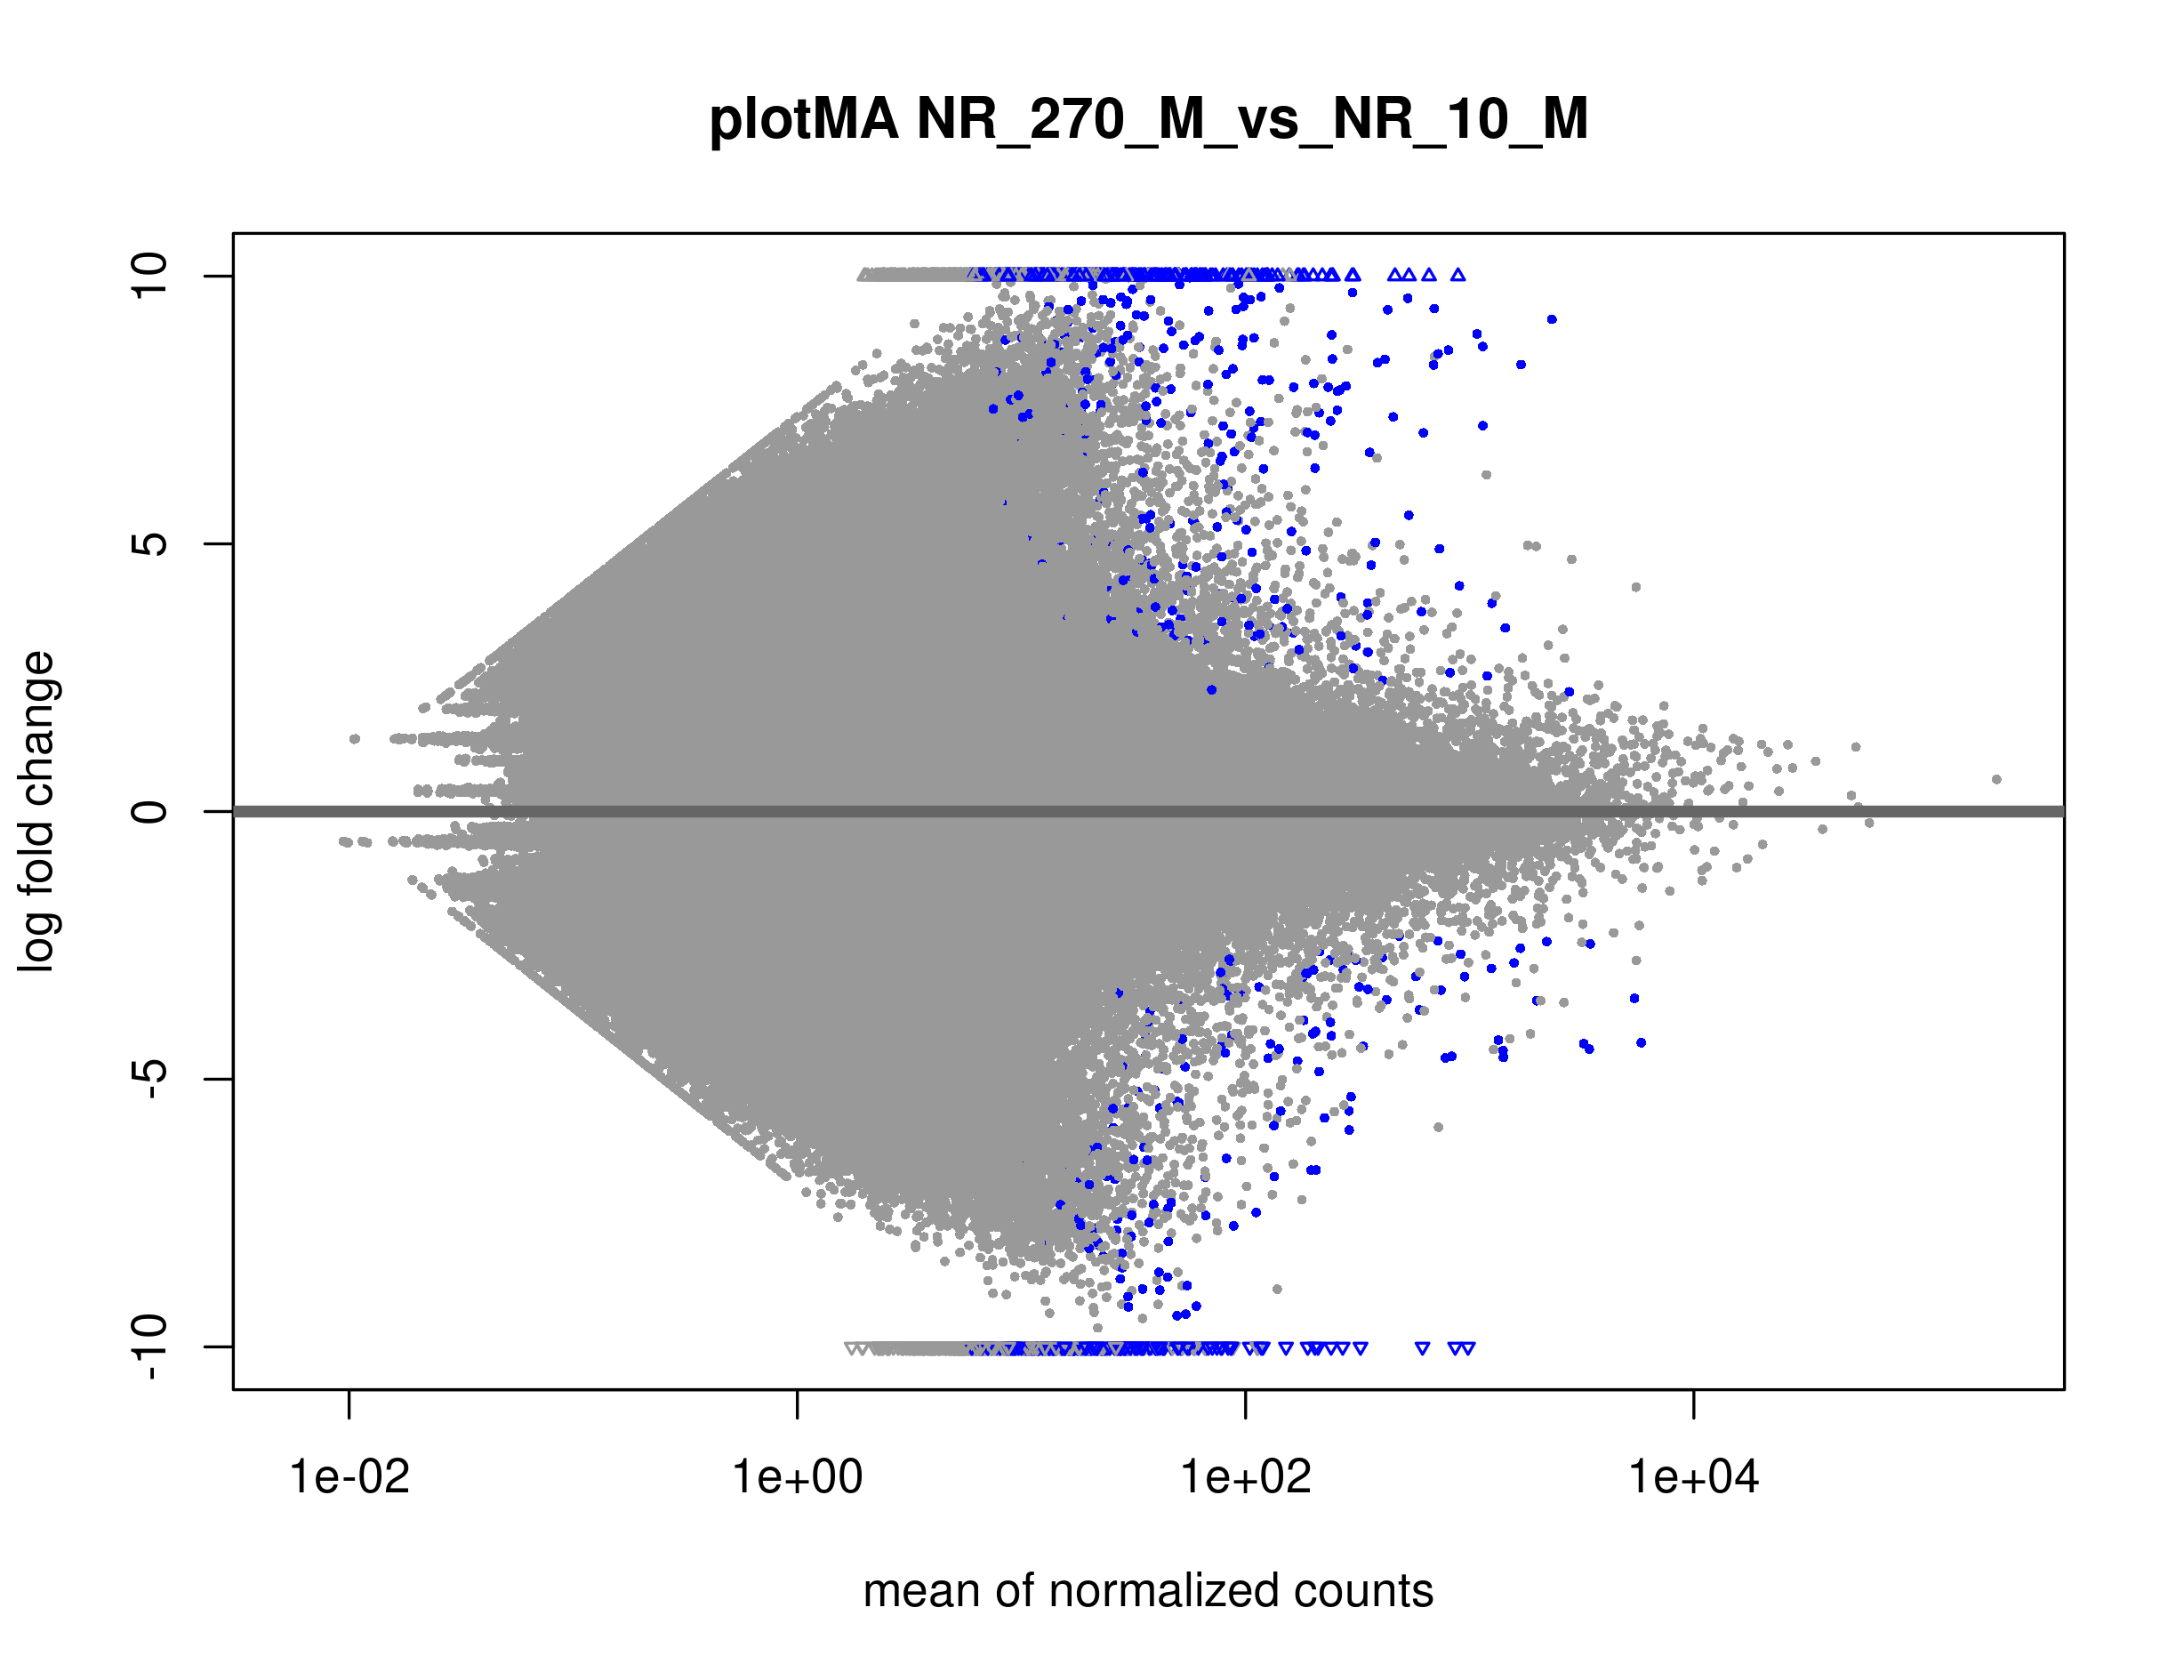 plotMA NR_270_M_vs_NR_10_M
10
5
0
-5
-10
log fold change
1e-02
1e+00
1e+02
1e+04
mean of normalized counts